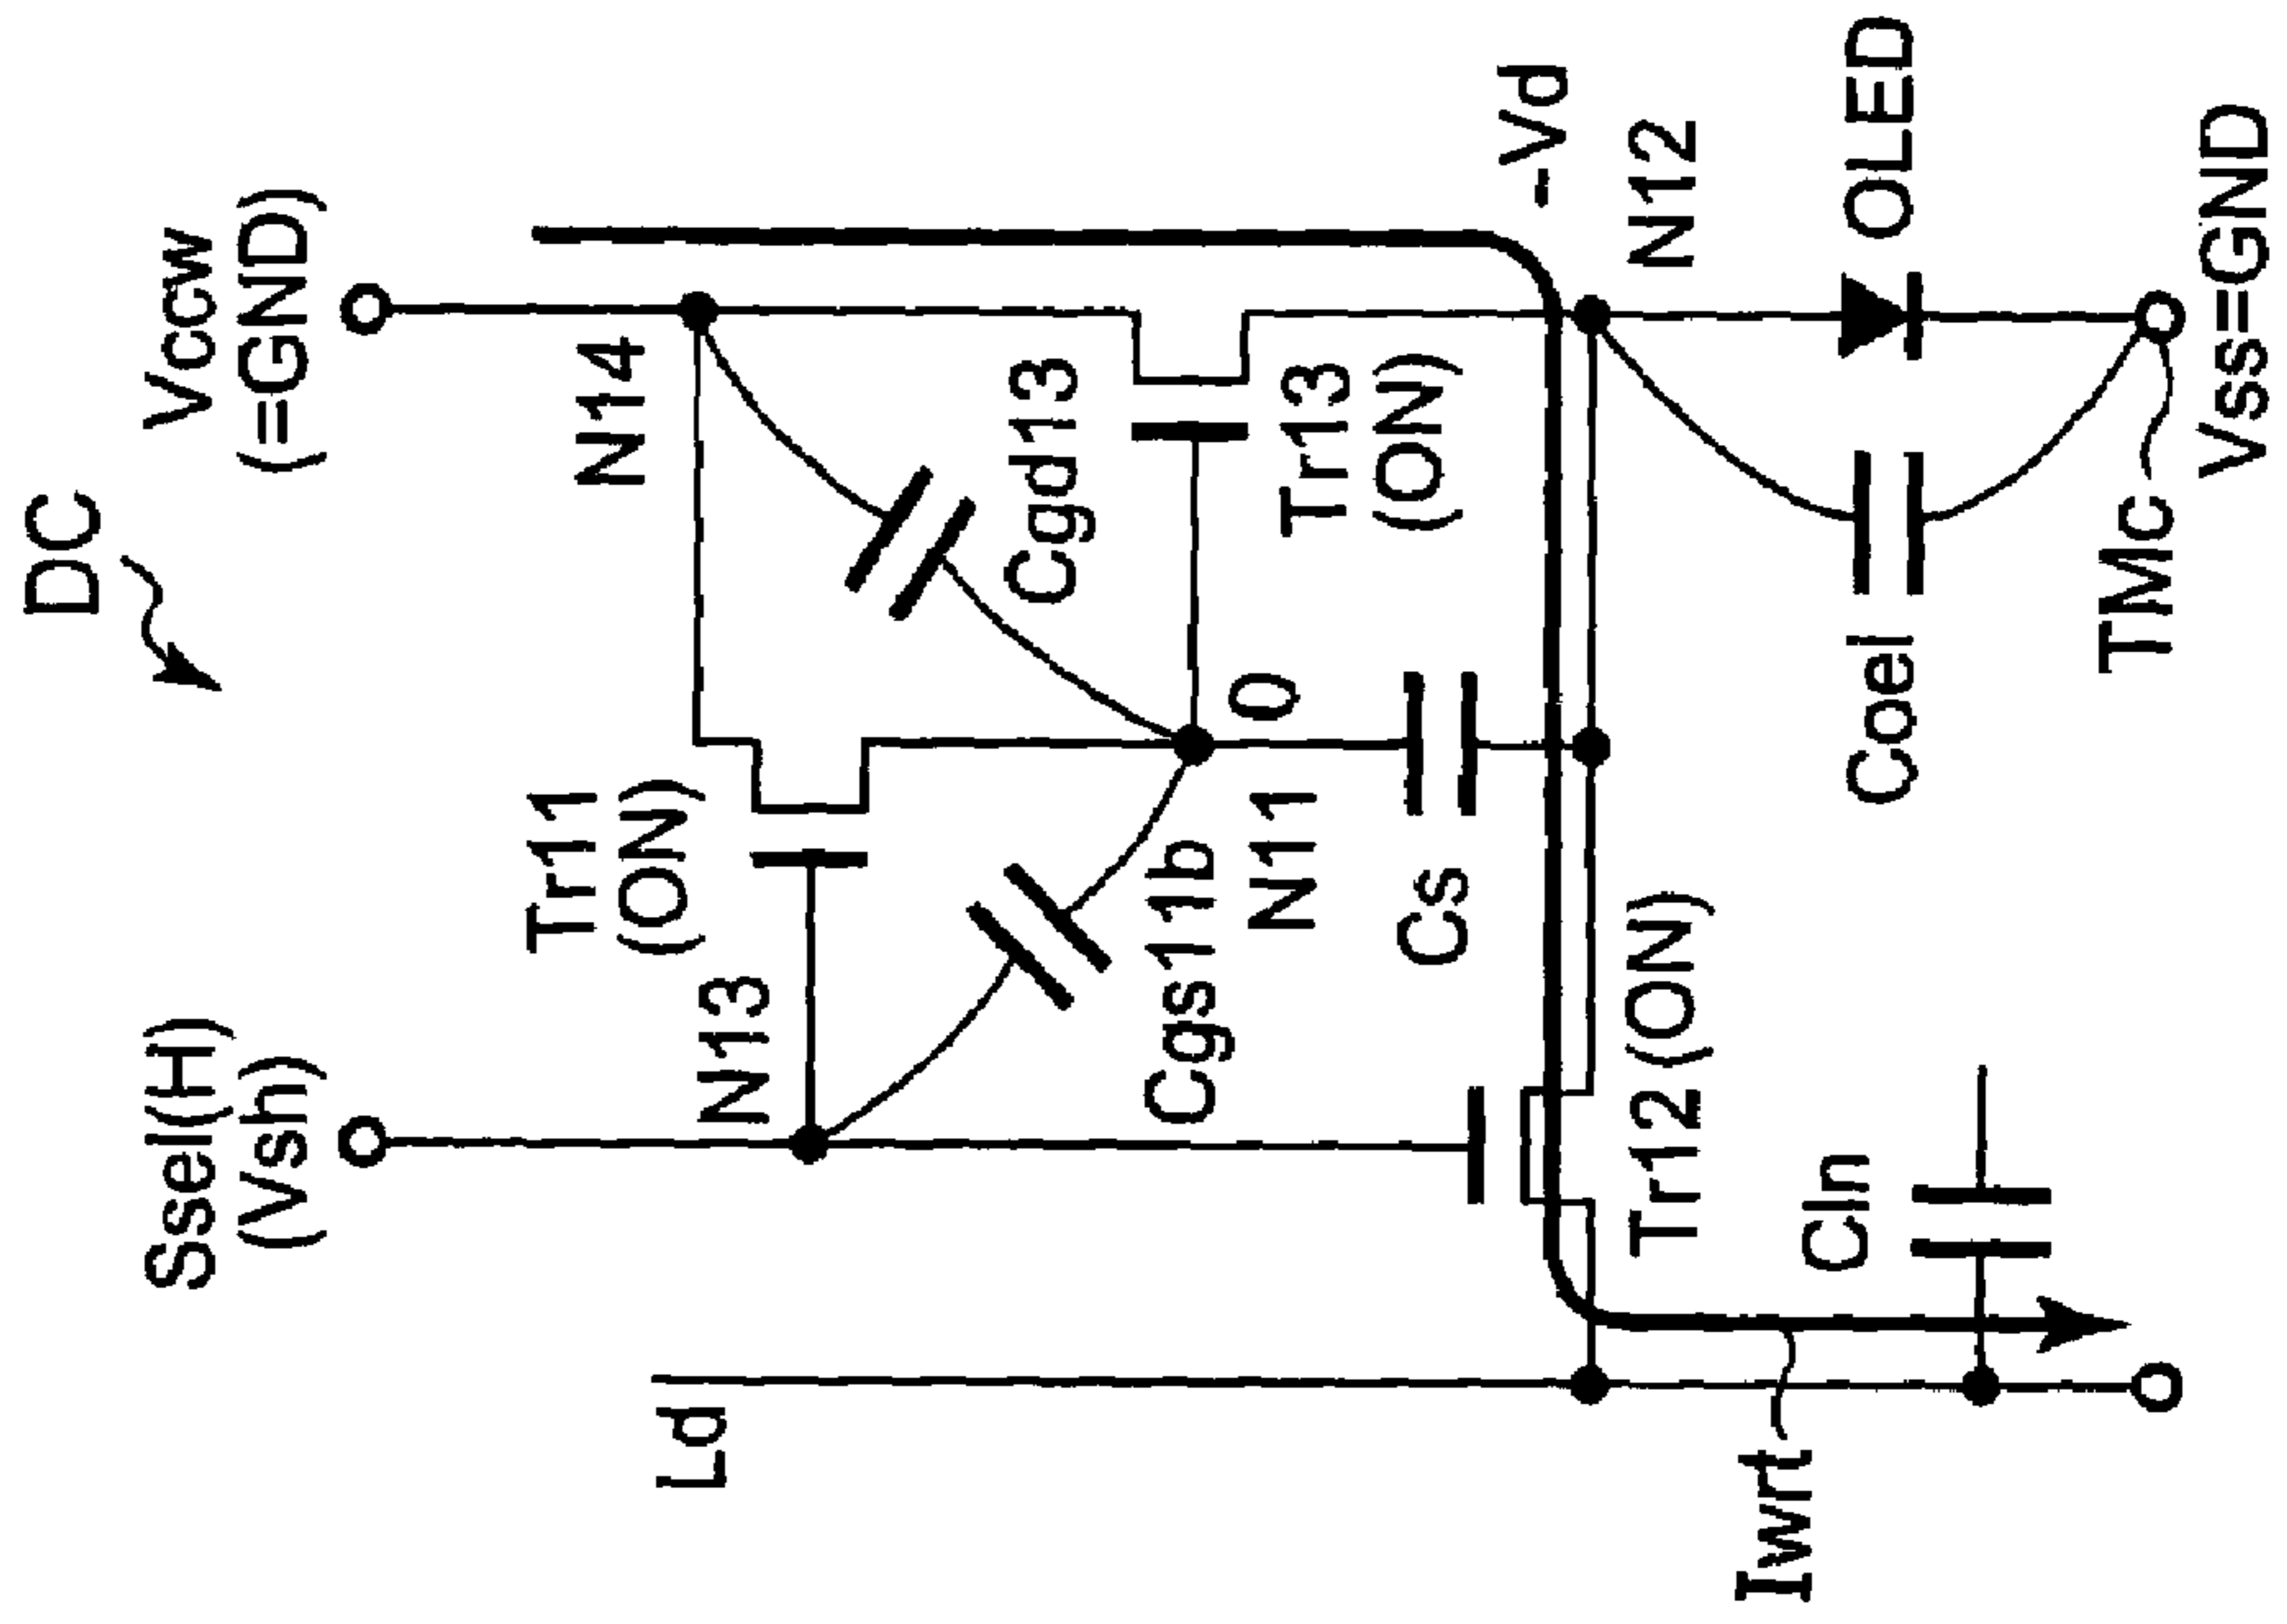 DC
Ssel(H)
(Vsh)
Vccw
(=GND)
Ld
Tr11
(ON)
N14
N13
Cgd13
Cgs11b
N11
0
Tr13
(ON)
Cs
-Vd
Tr12(ON)
N12
Iwrt
Cln
Coel
OLED
TMc
Vss=GND